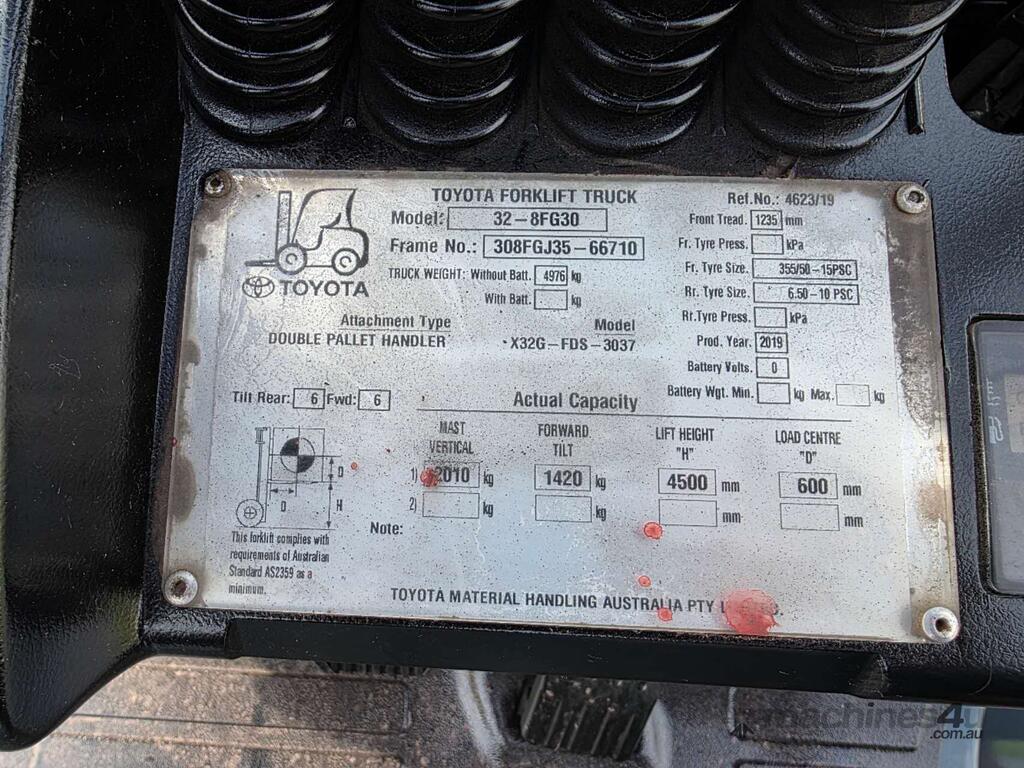 TOYOTA FORKLIFT TRUCK
Ref.No.: 4623/19
Model: 32-8FG30
Front Tread. 1235 mm
Frame No.: 308FGJ35-66710
Fr. Tyre Press. kPa
TRUCK WEIGHT: Without Batt. 4976 kg
Fr. Tyre Size. 355/50-15PSC
With Batt. kg
Rr. Tyre Size. 6.50-10 PSC
TOYOTA
Rr.Tyre Press. kPa
Attachment Type Model
DOUBLE PALLET HANDLER X32G-FDS-3037
Prod. Year. 2019
Battery Volts. 0
Battery Wgt. Min. kg Max. kg
Tilt Rear: 6 Fwd: 6
Actual Capacity
MAST VERTICAL
FORWARD TILT
LIFT HEIGHT "H"
LOAD CENTRE "D"
1) 2010 kg 1420 kg 4500 mm 600 mm
2) kg kg mm mm
D
D H
Note:
This forklift complies with
requirements of Australian
Standard AS2359 as a
minimum.
TOYOTA MATERIAL HANDLING AUSTRALIA PTY
machines4u
.com.au